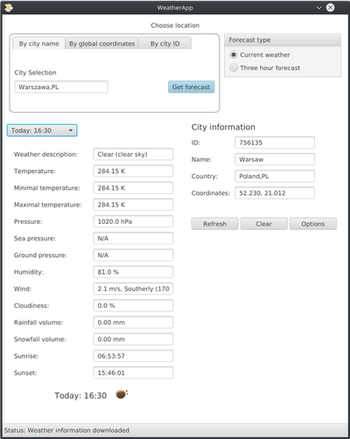 WeatherApp
Choose location
By city name By global coordinates By city ID
City Selection
Warszawa,PL Get forecast
Forecast type
Current weather
Three hour forecast
Today: 16:30
Weather description: Clear (clear sky)
Temperature: 284.15 K
Minimal temperature: 284.15 K
Maximal temperature: 284.15 K
Pressure: 1020.0 hPa
Sea pressure: N/A
Ground pressure: N/A
Humidity: 81.0 %
Wind: 2.1 m/s, Southerly (170
Cloudiness: 0.0 %
Rainfall volume: 0.00 mm
Snowfall volume: 0.00 mm
Sunrise: 06:53:57
Sunset: 15:46:01
Today: 16:30
City information
ID: 756135
Name: Warsaw
Country: Poland,PL
Coordinates: 52.230, 21.012
Refresh Clear Options
Status: Weather information downloaded